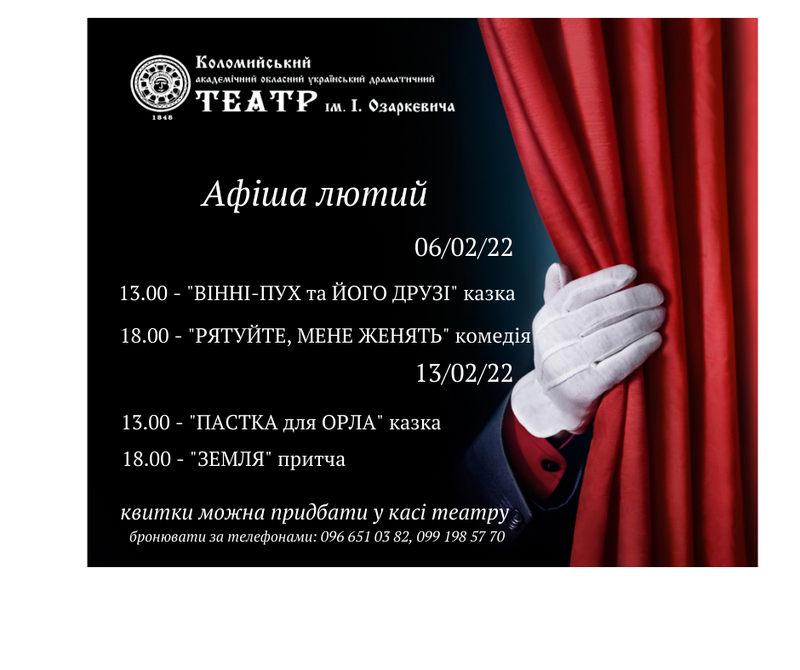 Коломийський
академічний обласний український драматичний
ТЕАТР ім. І. Озаркевича
1848
Афіша лютий
06/02/22
13.00 - "ВІННІ-ПУХ та ЙОГО ДРУЗІ" казка
18.00 - "РЯТУЙТЕ, МЕНЕ ЖЕНЯТЬ" комедія
13/02/22
13.00 - "ПАСТКА для ОРЛА" казка
18.00 - "ЗЕМЛЯ" притча
квитки можна придбати у касі театру
бронювати за телефонами: 096 651 03 82, 099 198 57 70